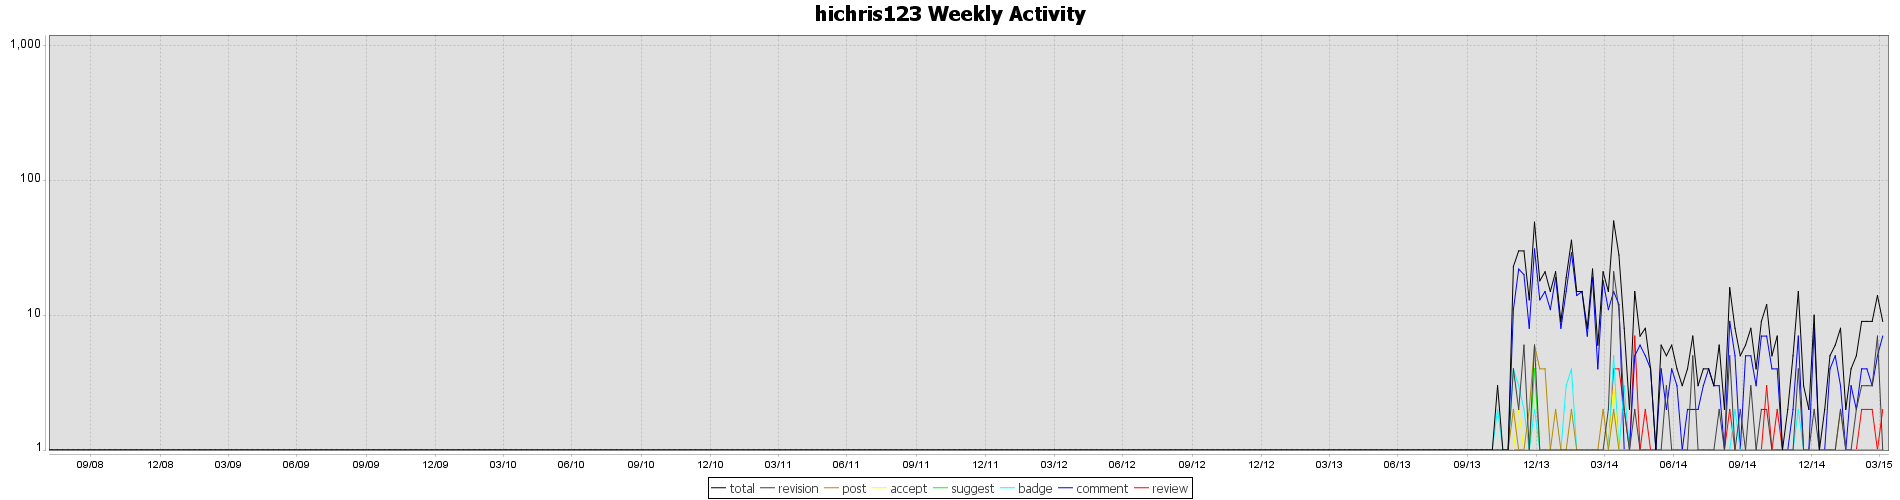 hichris123 Weekly Activity
1,000
100
10
1
09/08 12/08 03/09 06/09 09/09 12/09 03/10 06/10 09/10 12/10 03/11 06/11 09/11 12/11 03/12 06/12 09/12 12/12 03/13 06/13 09/13 12/13 03/14 06/14 09/14 12/14 03/15
total revision post accept suggest badge comment review